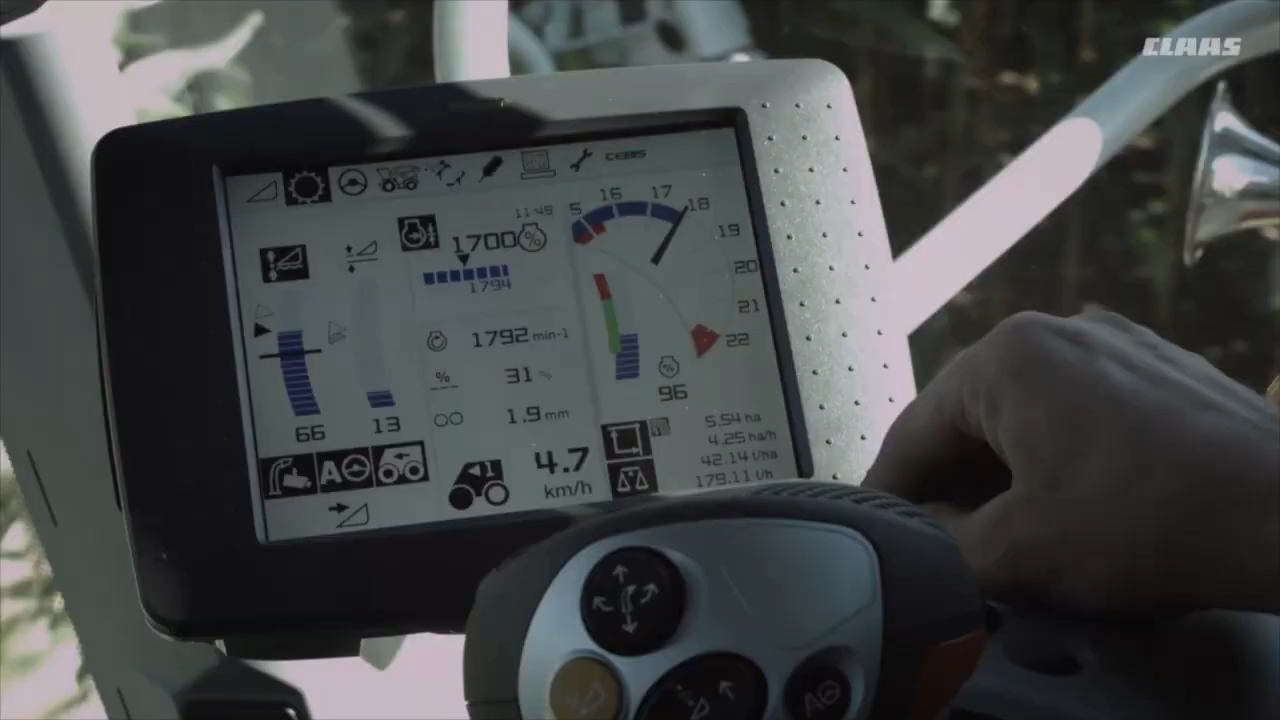 CLAAS
CEBIS
11:45
1700 %
1794
1792 min-1
% 31 %
1.9 mm
66
13
A
4.7
km/h
5 16 17 18
19
20
21
22
%
96
5.54 ha
4.25 ha/h
42.14 l/ha
179.11 l/h
A